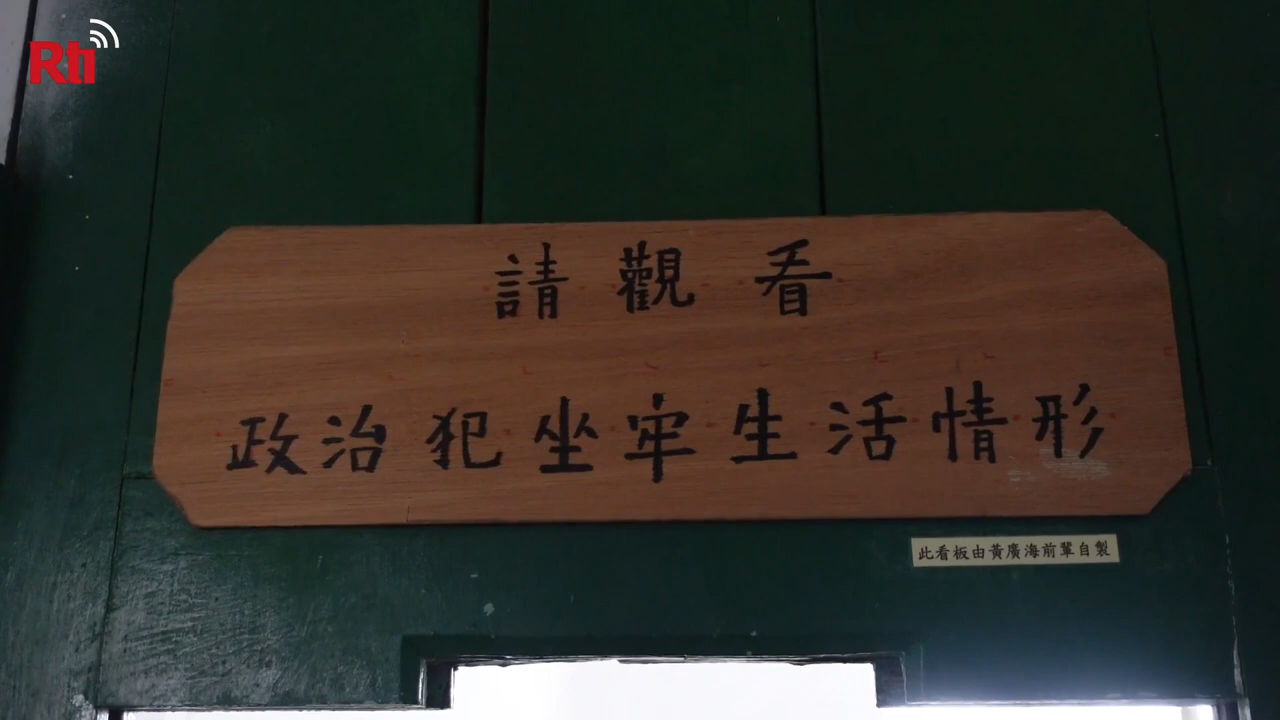 Rti
請觀看
政治犯坐牢生活情形
此看板由黃廣海前輩自製